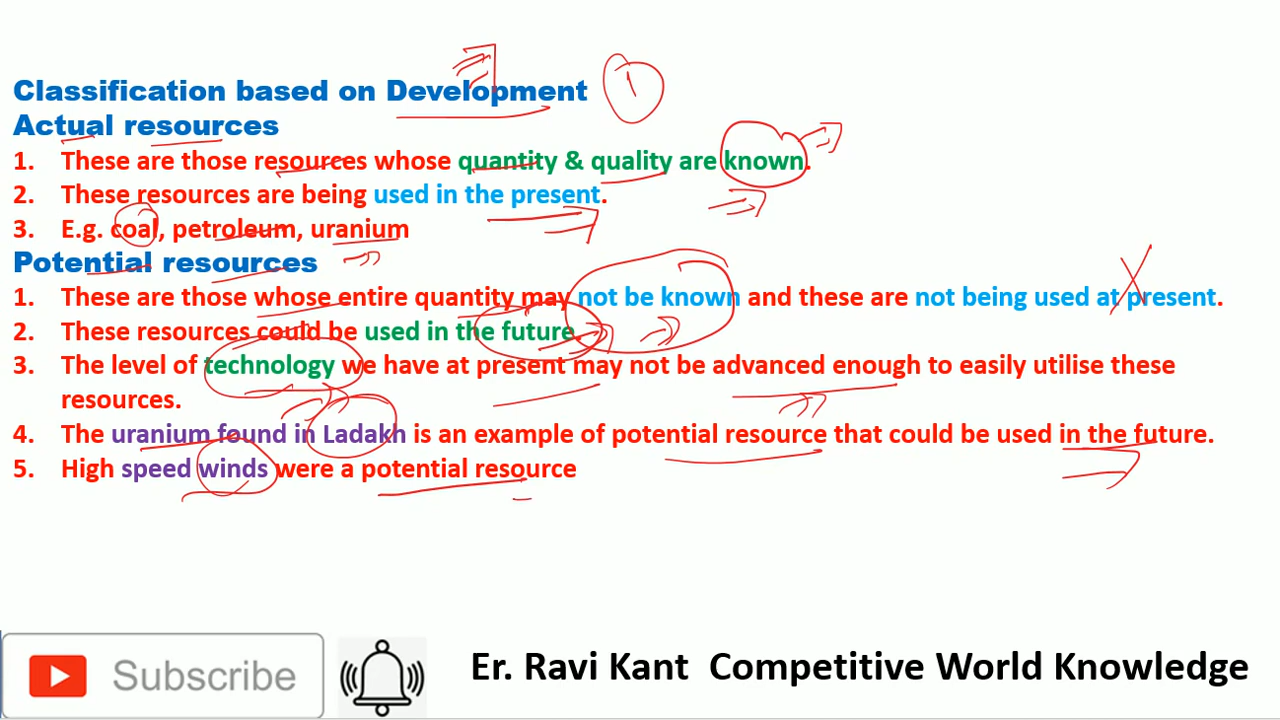 Classification based on Development 1
Actual resources
1. These are those resources whose quantity & quality are known.
2. These resources are being used in the present.
3. E.g. coal, petroleum, uranium
Potential resources
1. These are those whose entire quantity may not be known and these are not being used at present.
2. These resources could be used in the future.
3. The level of technology we have at present may not be advanced enough to easily utilise these
resources.
4. The uranium found in Ladakh is an example of potential resource that could be used in the future.
5. High speed winds were a potential resource
Subscribe
Er. Ravi Kant Competitive World Knowledge